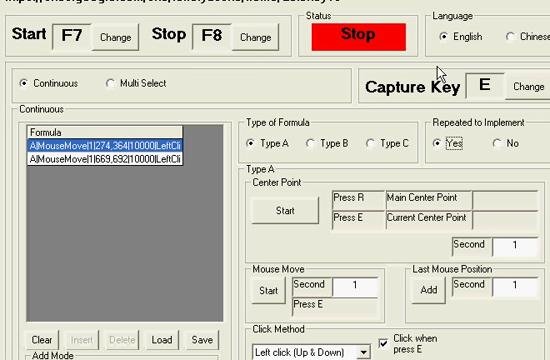 Status
Language
Start F7 Change Stop F8 Change Stop English Chinese
Continuous Multi Select
Capture Key E Change
Continuous
Formula
A|MouseMove|1|274,364|10000|LeftCli
A|MouseMove|1|669,692|10000|LeftCli
Clear Insert Delete Load Save
Add Mode
Type of Formula
Type A Type B Type C
Repeated to Implement
Yes No
Type A
Center Point
Start
Press R Main Center Point
Press E Current Center Point
Second 1
Mouse Move
Start Second 1
Press E
Last Mouse Position
Add Second 1
Click Method
Left click (Up & Down)
Click when
press E